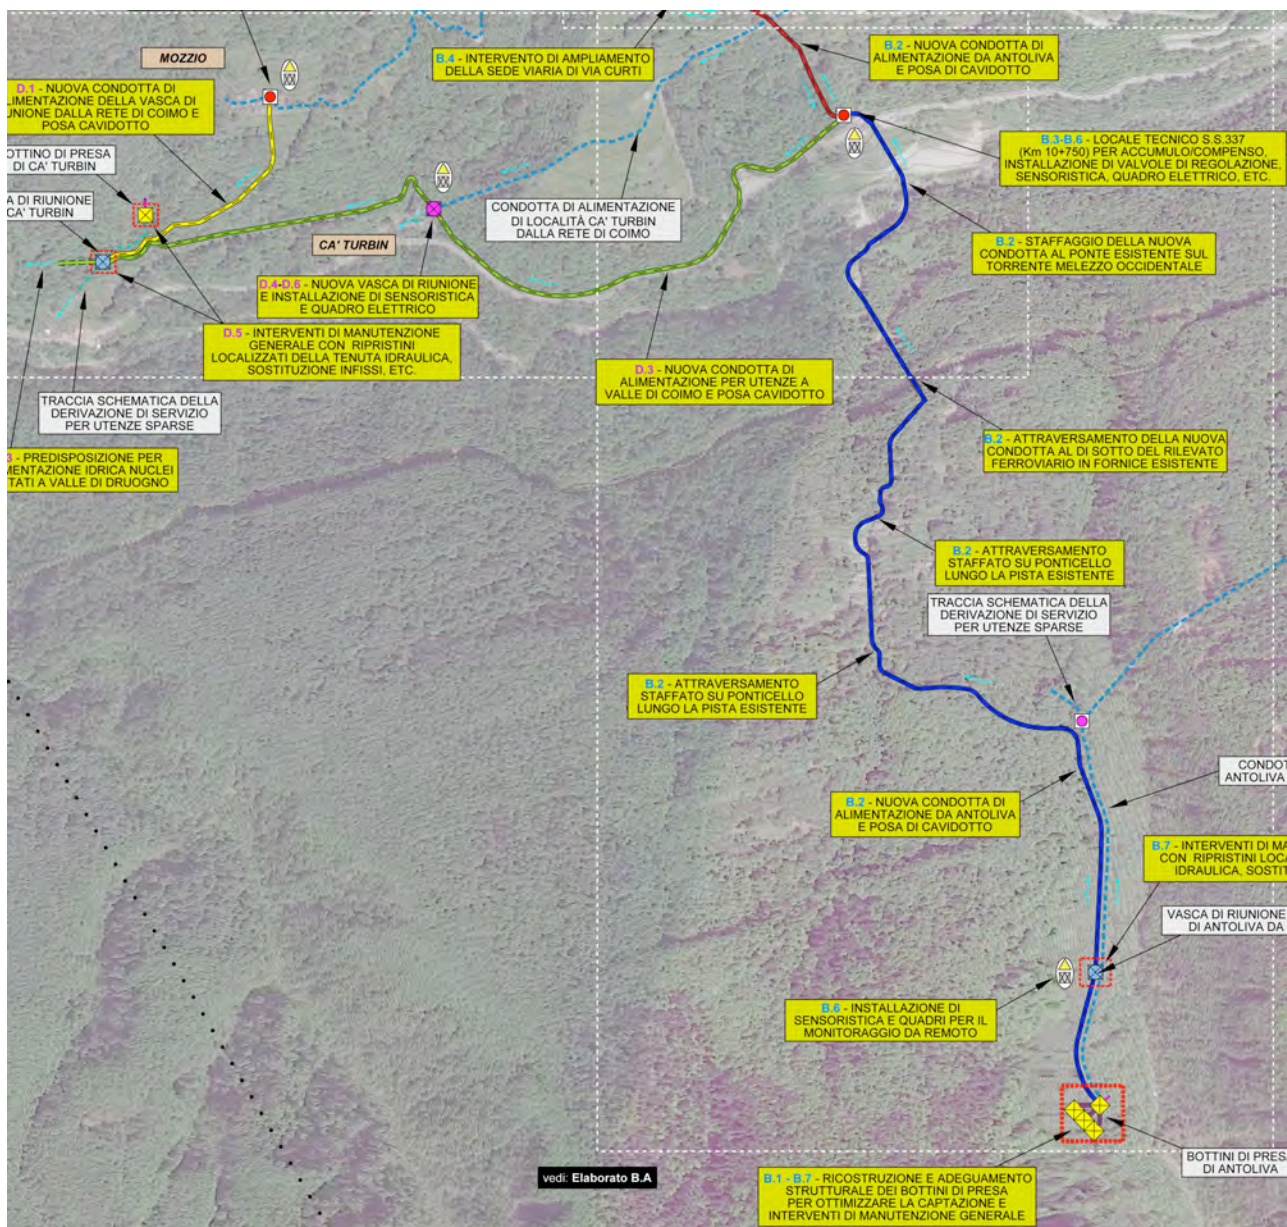 MOZZIO
B.4 - INTERVENTO DI AMPLIAMENTO
DELLA SEDE VIARIA DI VIA CURTI
B.2 - NUOVA CONDOTTA DI
ALIMENTAZIONE DA ANTOLIVA
E POSA DI CAVIDOTTO
D.1 - NUOVA CONDOTTA DI
LIMENTAZIONE DELLA VASCA DI
UNIONE DALLA RETE DI COIMO E
POSA CAVIDOTTO
B.3-B.6 - LOCALE TECNICO S.S.337
(Km 10+750) PER ACCUMULO/COMPENSO,
INSTALLAZIONE DI VALVOLE DI REGOLAZIONE,
SENSORISTICA, QUADRO ELETTRICO, ETC.
OTTINO DI PRESA
DI CA' TURBIN
A DI RIUNIONE
CA' TURBIN
CONDOTTA DI ALIMENTAZIONE
DI LOCALITÀ CA' TURBIN
DALLA RETE DI COIMO
CA' TURBIN
B.2 - STAFFAGGIO DELLA NUOVA
CONDOTTA AL PONTE ESISTENTE SUL
TORRENTE MELEZZO OCCIDENTALE
D.4-D.6 - NUOVA VASCA DI RIUNIONE
E INSTALLAZIONE DI SENSORISTICA
E QUADRO ELETTRICO
D.5 - INTERVENTI DI MANUTENZIONE
GENERALE CON RIPRISTINI
LOCALIZZATI DELLA TENUTA IDRAULICA,
SOSTITUZIONE INFISSI, ETC.
D.3 - NUOVA CONDOTTA DI
ALIMENTAZIONE PER UTENZE A
VALLE DI COIMO E POSA CAVIDOTTO
TRACCIA SCHEMATICA DELLA
DERIVAZIONE DI SERVIZIO
PER UTENZE SPARSE
3 - PREDISPOSIZIONE PER
MENTAZIONE IDRICA NUCLEI
TATI A VALLE DI DRUOGNO
B.2 - ATTRAVERSAMENTO DELLA NUOVA
CONDOTTA AL DI SOTTO DEL RILEVATO
FERROVIARIO IN FORNICE ESISTENTE
B.2 - ATTRAVERSAMENTO
STAFFATO SU PONTICELLO
LUNGO LA PISTA ESISTENTE
TRACCIA SCHEMATICA DELLA
DERIVAZIONE DI SERVIZIO
PER UTENZE SPARSE
B.2 - ATTRAVERSAMENTO
STAFFATO SU PONTICELLO
LUNGO LA PISTA ESISTENTE
CONDOT
ANTOLIVA
B.2 - NUOVA CONDOTTA DI
ALIMENTAZIONE DA ANTOLIVA
E POSA DI CAVIDOTTO
B.7 - INTERVENTI DI MA
CON RIPRISTINI LOCA
IDRAULICA, SOSTIT
VASCA DI RIUNIONE
DI ANTOLIVA DA
B.6 - INSTALLAZIONE DI
SENSORISTICA E QUADRI PER IL
MONITORAGGIO DA REMOTO
BOTTINI DI PRESA
DI ANTOLIVA
vedi: Elaborato B.A
B.1 - B.7 - RICOSTRUZIONE E ADEGUAMENTO
STRUTTURALE DEI BOTTINI DI PRESA
PER OTTIMIZZARE LA CAPTAZIONE E
INTERVENTI DI MANUTENZIONE GENERALE